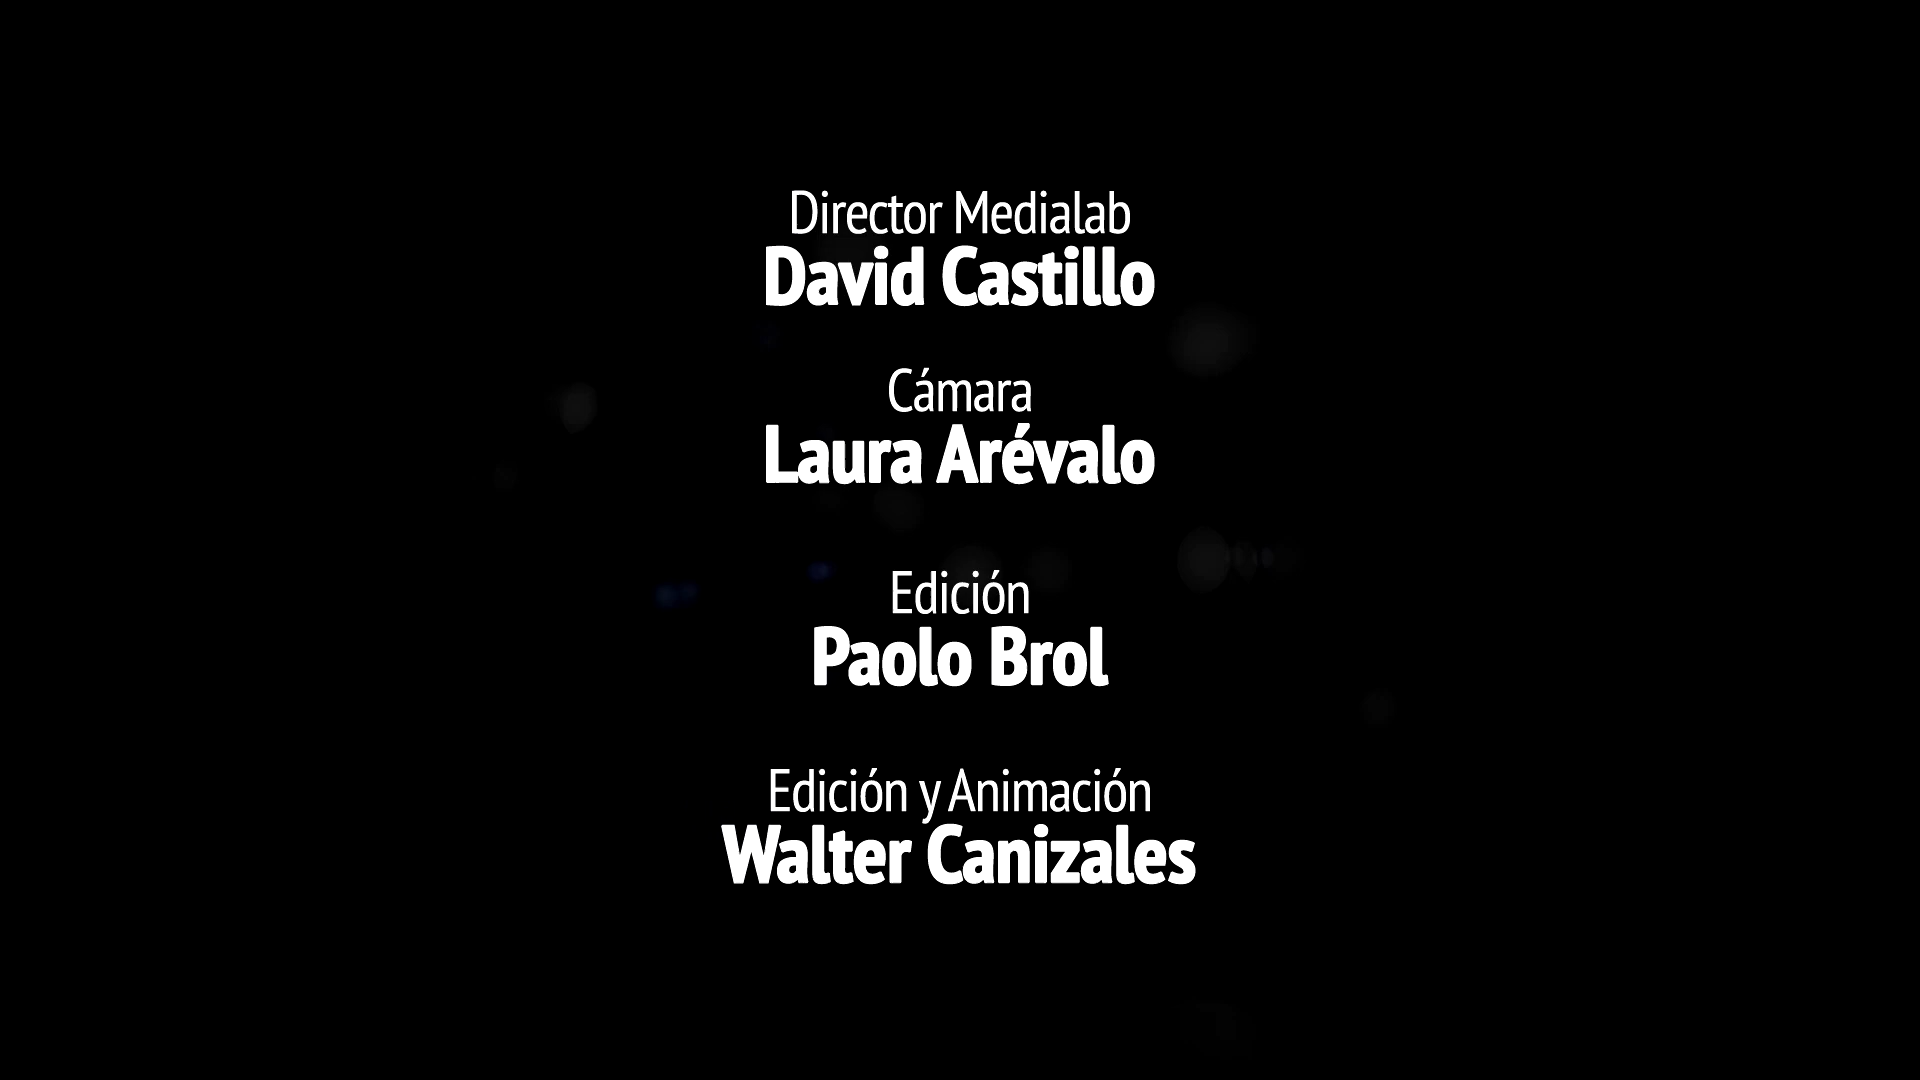 Director Medialab
David Castillo
Cámara
Laura Arévalo
Edición
Paolo Brol
Edición y Animación
Walter Canizales